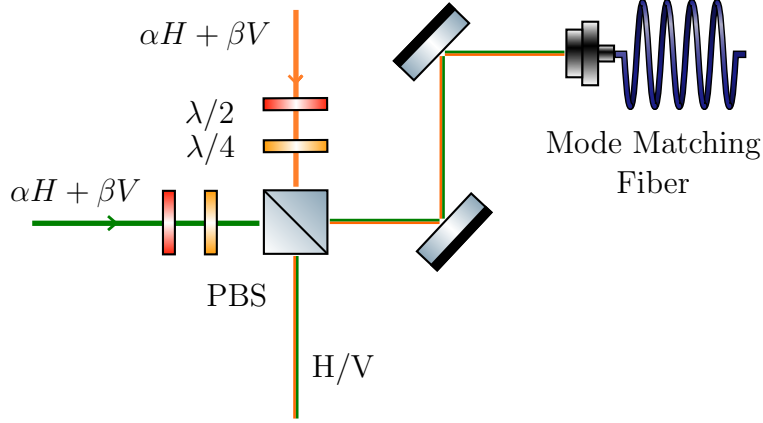 αH + βV
λ/2
λ/4
αH + βV
PBS
H/V
Mode Matching
Fiber